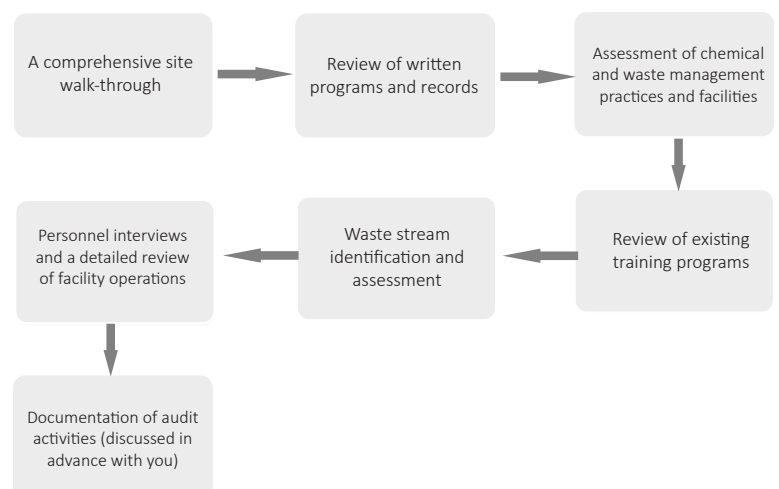 A comprehensive site
walk-through
Review of written
programs and records
Assessment of chemical
and waste management
practices and facilities
Review of existing
training programs
Waste stream
identification and
assessment
Personnel interviews
and a detailed review
of facility operations
Documentation of audit
activities (discussed in
advance with you)